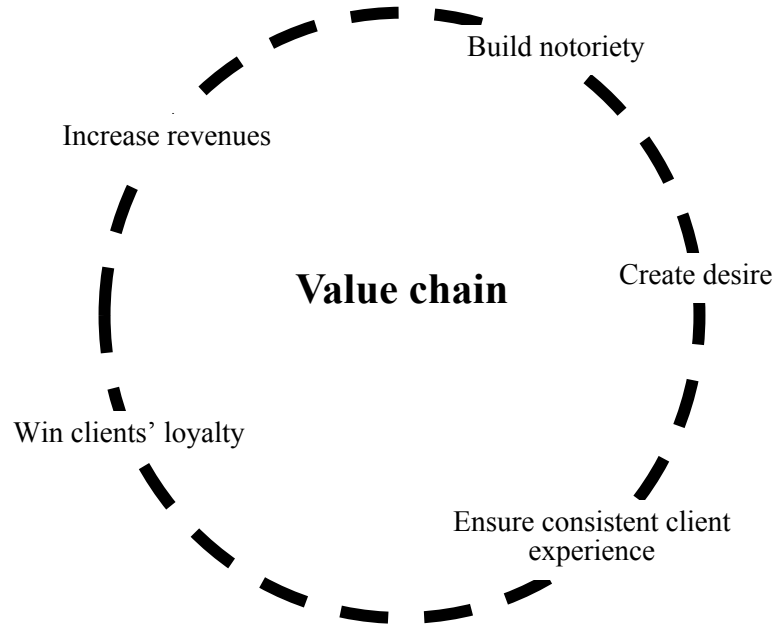 Build notoriety
Increase revenues
Create desire
Value chain
Win clients’ loyalty
Ensure consistent client
experience